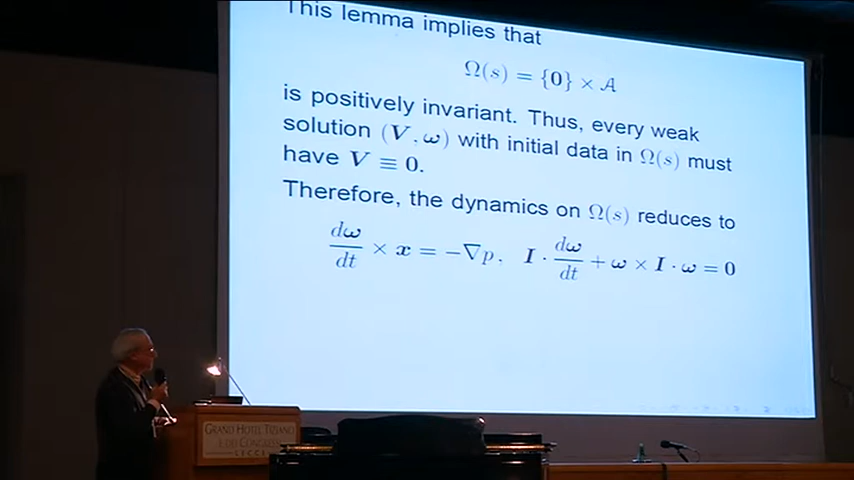 This lemma implies that
Ω(s) = {0} × 𝒜
is positively invariant. Thus, every weak
solution (V, ω) with initial data in Ω(s) must
have V ≡ 0.
Therefore, the dynamics on Ω(s) reduces to
dω/dt × x = −∇p, I · dω/dt + ω × I · ω = 0
GRAND HOTEL TIZIANO
E DEI CONGRESSI
LECCE